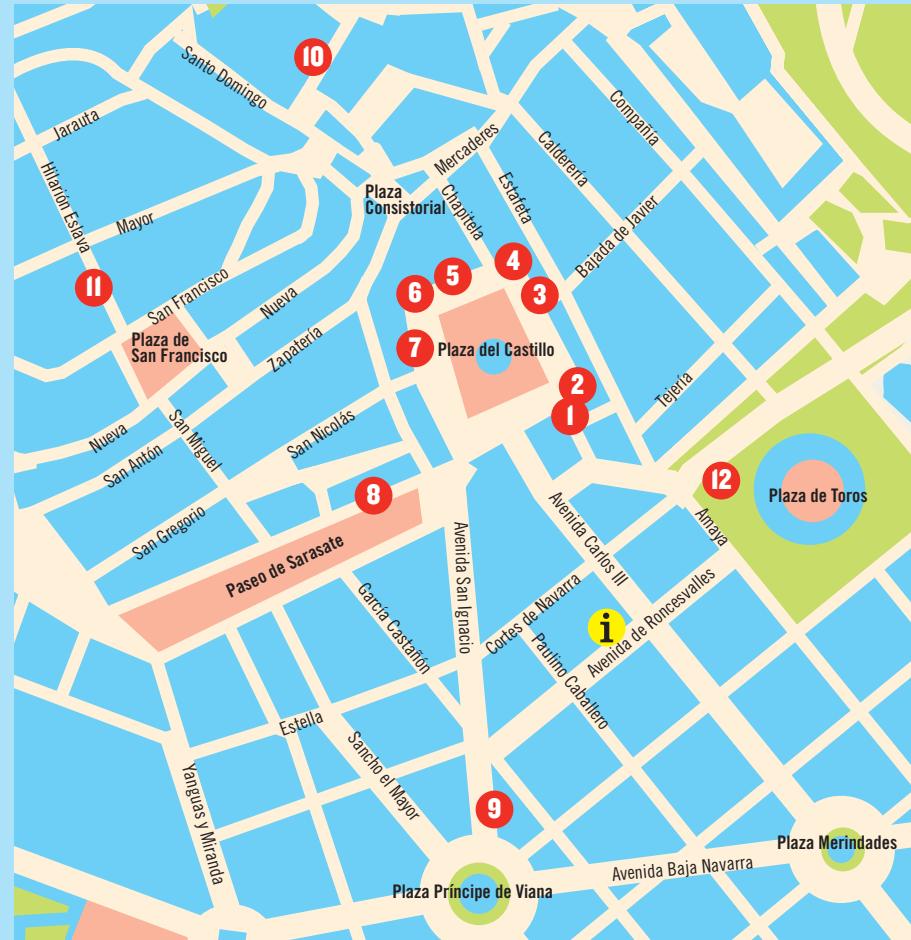 10
Santo Domingo
Compañía
Jarauta
Mercaderes
Calderería
Hilarión Eslava
Plaza
Consistorial
Chapitela
Estafeta
Mayor
Bajada de Javier
11
San Francisco
Nueva
6
5
4
3
Plaza de
San Francisco
Zapatería
7
Plaza del Castillo
2
1
Tejería
Nueva
San Antón
San Miguel
San Nicolás
8
12
Plaza de Toros
San Gregorio
Paseo de Sarasate
Avenida San Ignacio
Avenida Carlos III
Amaya
García Castañón
Cortes de Navarra
i
Avenida de Roncesvalles
Paulino Caballero
Estella
Sancho el Mayor
Yanguas y Miranda
9
Plaza Merindades
Avenida Baja Navarra
Plaza Príncipe de Viana